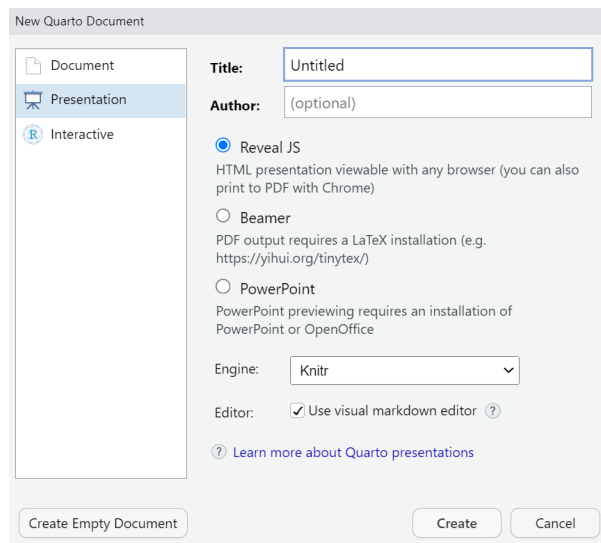 New Quarto Document
Document
Presentation
R Interactive
Title: Untitled
Author: (optional)
Reveal JS
HTML presentation viewable with any browser (you can also
print to PDF with Chrome)
Beamer
PDF output requires a LaTeX installation (e.g.
https://yihui.org/tinytex/)
PowerPoint
PowerPoint previewing requires an installation of
PowerPoint or OpenOffice
Engine: Knitr
Editor: Use visual markdown editor ?
? Learn more about Quarto presentations
Create Empty Document Create Cancel